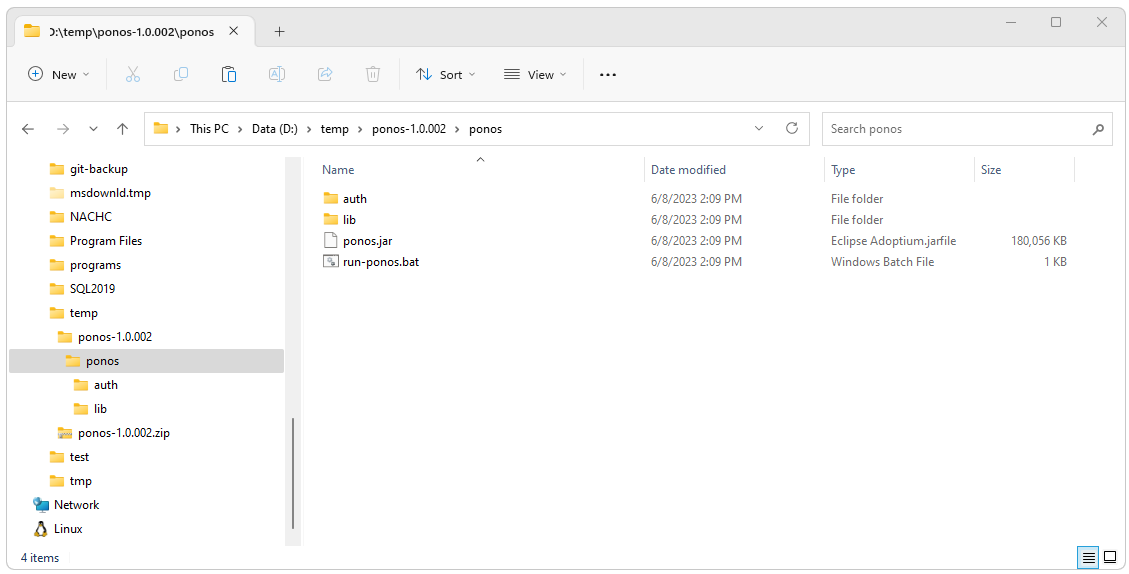 D:\temp\ponos-1.0.002\ponos
New Sort View
This PC Data (D:) temp ponos-1.0.002 ponos
Search ponos
git-backup
msdownld.tmp
NACHC
Program Files
programs
SQL2019
temp
ponos-1.0.002
ponos
auth
lib
ponos-1.0.002.zip
test
tmp
Network
Linux
Name Date modified Type Size
auth 6/8/2023 2:09 PM File folder
lib 6/8/2023 2:09 PM File folder
ponos.jar 6/8/2023 2:09 PM Eclipse Adoptium.jarfile 180,056 KB
run-ponos.bat 6/8/2023 2:09 PM Windows Batch File 1 KB
4 items